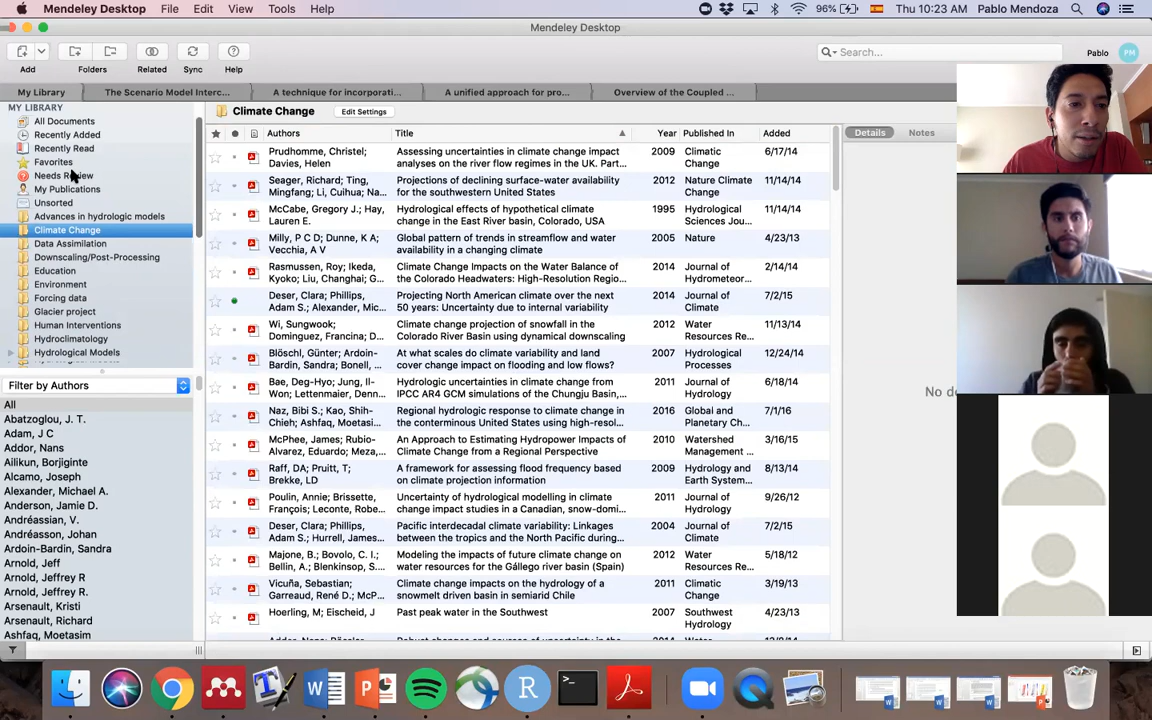 Mendeley Desktop File Edit View Tools Help 96% Thu 10:23 AM Pablo Mendoza
Mendeley Desktop
Add Folders Related Sync Help
Search...
Pablo PM
My Library The Scenario Model Interc... A technique for incorporati... A unified approach for pro... Overview of the Coupled ...
MY LIBRARY
All Documents
Recently Added
Recently Read
Favorites
Needs Review
My Publications
Unsorted
Advances in hydrologic models
Climate Change
Data Assimilation
Downscaling/Post-Processing
Education
Environment
Forcing data
Glacier project
Human Interventions
Hydroclimatology
Hydrological Models
Filter by Authors
All
Abatzoglou, J. T.
Adam, J C
Addor, Nans
Ailikun, Borjiginte
Alcamo, Joseph
Alexander, Michael A.
Anderson, Jamie D.
Andréassian, V.
Andréasson, Johan
Ardoin-Bardin, Sandra
Arnold, Jeff
Arnold, Jeffrey R
Arnold, Jeffrey R.
Arsenault, Kristi
Arsenault, Richard
Ashfaq, Moetasim
Climate Change Edit Settings
Authors Title Year Published In Added
Prudhomme, Christel; Assessing uncertainties in climate change impact 2009 Climatic 6/17/14
Davies, Helen analyses on the river flow regimes in the UK. Part... Change
Seager, Richard; Ting, Projections of declining surface-water availability 2012 Nature Climate 11/14/14
Mingfang; Li, Cuihua; Na... for the southwestern United States Change
McCabe, Gregory J.; Hay, Hydrological effects of hypothetical climate 1995 Hydrological 11/14/14
Lauren E. change in the East River basin, Colorado, USA Sciences Jou...
Milly, P C D; Dunne, K A; Global pattern of trends in streamflow and water 2005 Nature 4/23/13
Vecchia, A V availability in a changing climate
Rasmussen, Roy; Ikeda, Climate Change Impacts on the Water Balance of 2014 Journal of 2/14/14
Kyoko; Liu, Changhai; G... the Colorado Headwaters: High-Resolution Regi... Hydrometeor...
Deser, Clara; Phillips, Projecting North American climate over the next 2014 Journal of 7/2/15
Adam S.; Alexander, Mic... 50 years: Uncertainty due to internal variability Climate
Wi, Sungwook; Climate change projection of snowfall in the 2012 Water 11/13/14
Dominguez, Francina; D... Colorado River basin using dynamical downscaling Resources Re...
Blöschl, Günter; Ardoin- At what scales do climate variability and land 2007 Hydrological 12/24/14
Bardin, Sandra; Bonell, ... cover change impact on flooding and low flows? Processes
Bae, Deg-Hyo; Jung, Il- Hydrologic uncertainties in climate change from 2011 Journal of 6/18/14
Won; Lettenmaier, Denni... IPCC AR4 GCM simulations of the Chungju Basin,... Hydrology
Naz, Bibi S.; Kao, Shih- Regional hydrologic response to climate change in 2016 Global and 7/1/16
Chieh; Ashfaq, Moetasi... the conterminous United States using high-resol... Planetary Ch...
McPhee, James; Rubio- An Approach to Estimating Hydropower Impacts of 2010 Watershed 3/16/15
Alvarez, Eduardo; Meza,... Climate Change from a Regional Perspective Management ...
Raff, DA; Pruitt, T; A framework for assessing flood frequency based 2009 Hydrology and 8/13/14
Brekke, LD on climate projection information Earth System...
Poulin, Annie; Brissette, Uncertainty of hydrological modelling in climate 2011 Journal of 9/26/12
François; Leconte, Robe... change impact studies in a Canadian, snow-domi... Hydrology
Deser, Clara; Phillips, Pacific interdecadal climate variability: Linkages 2004 Journal of 7/2/15
Adam S.; Hurrell, James... between the tropics and the North Pacific during... Climate
Majone, B.; Bovolo, C. I.; Modeling the impacts of future climate change on 2012 Water 5/18/12
Bellin, A.; Blenkinsop, S.... water resources for the Gállego river basin (Spain) Resources Re...
Vicuña, Sebastian; Climate change impacts on the hydrology of a 2011 Climatic 3/19/13
Garreaud, René D.; McP... snowmelt driven basin in semiarid Chile Change
Hoerling, M; Eischeid, J Past peak water in the Southwest 2007 Southwest 4/23/13
Hydrology
Details Notes
No de